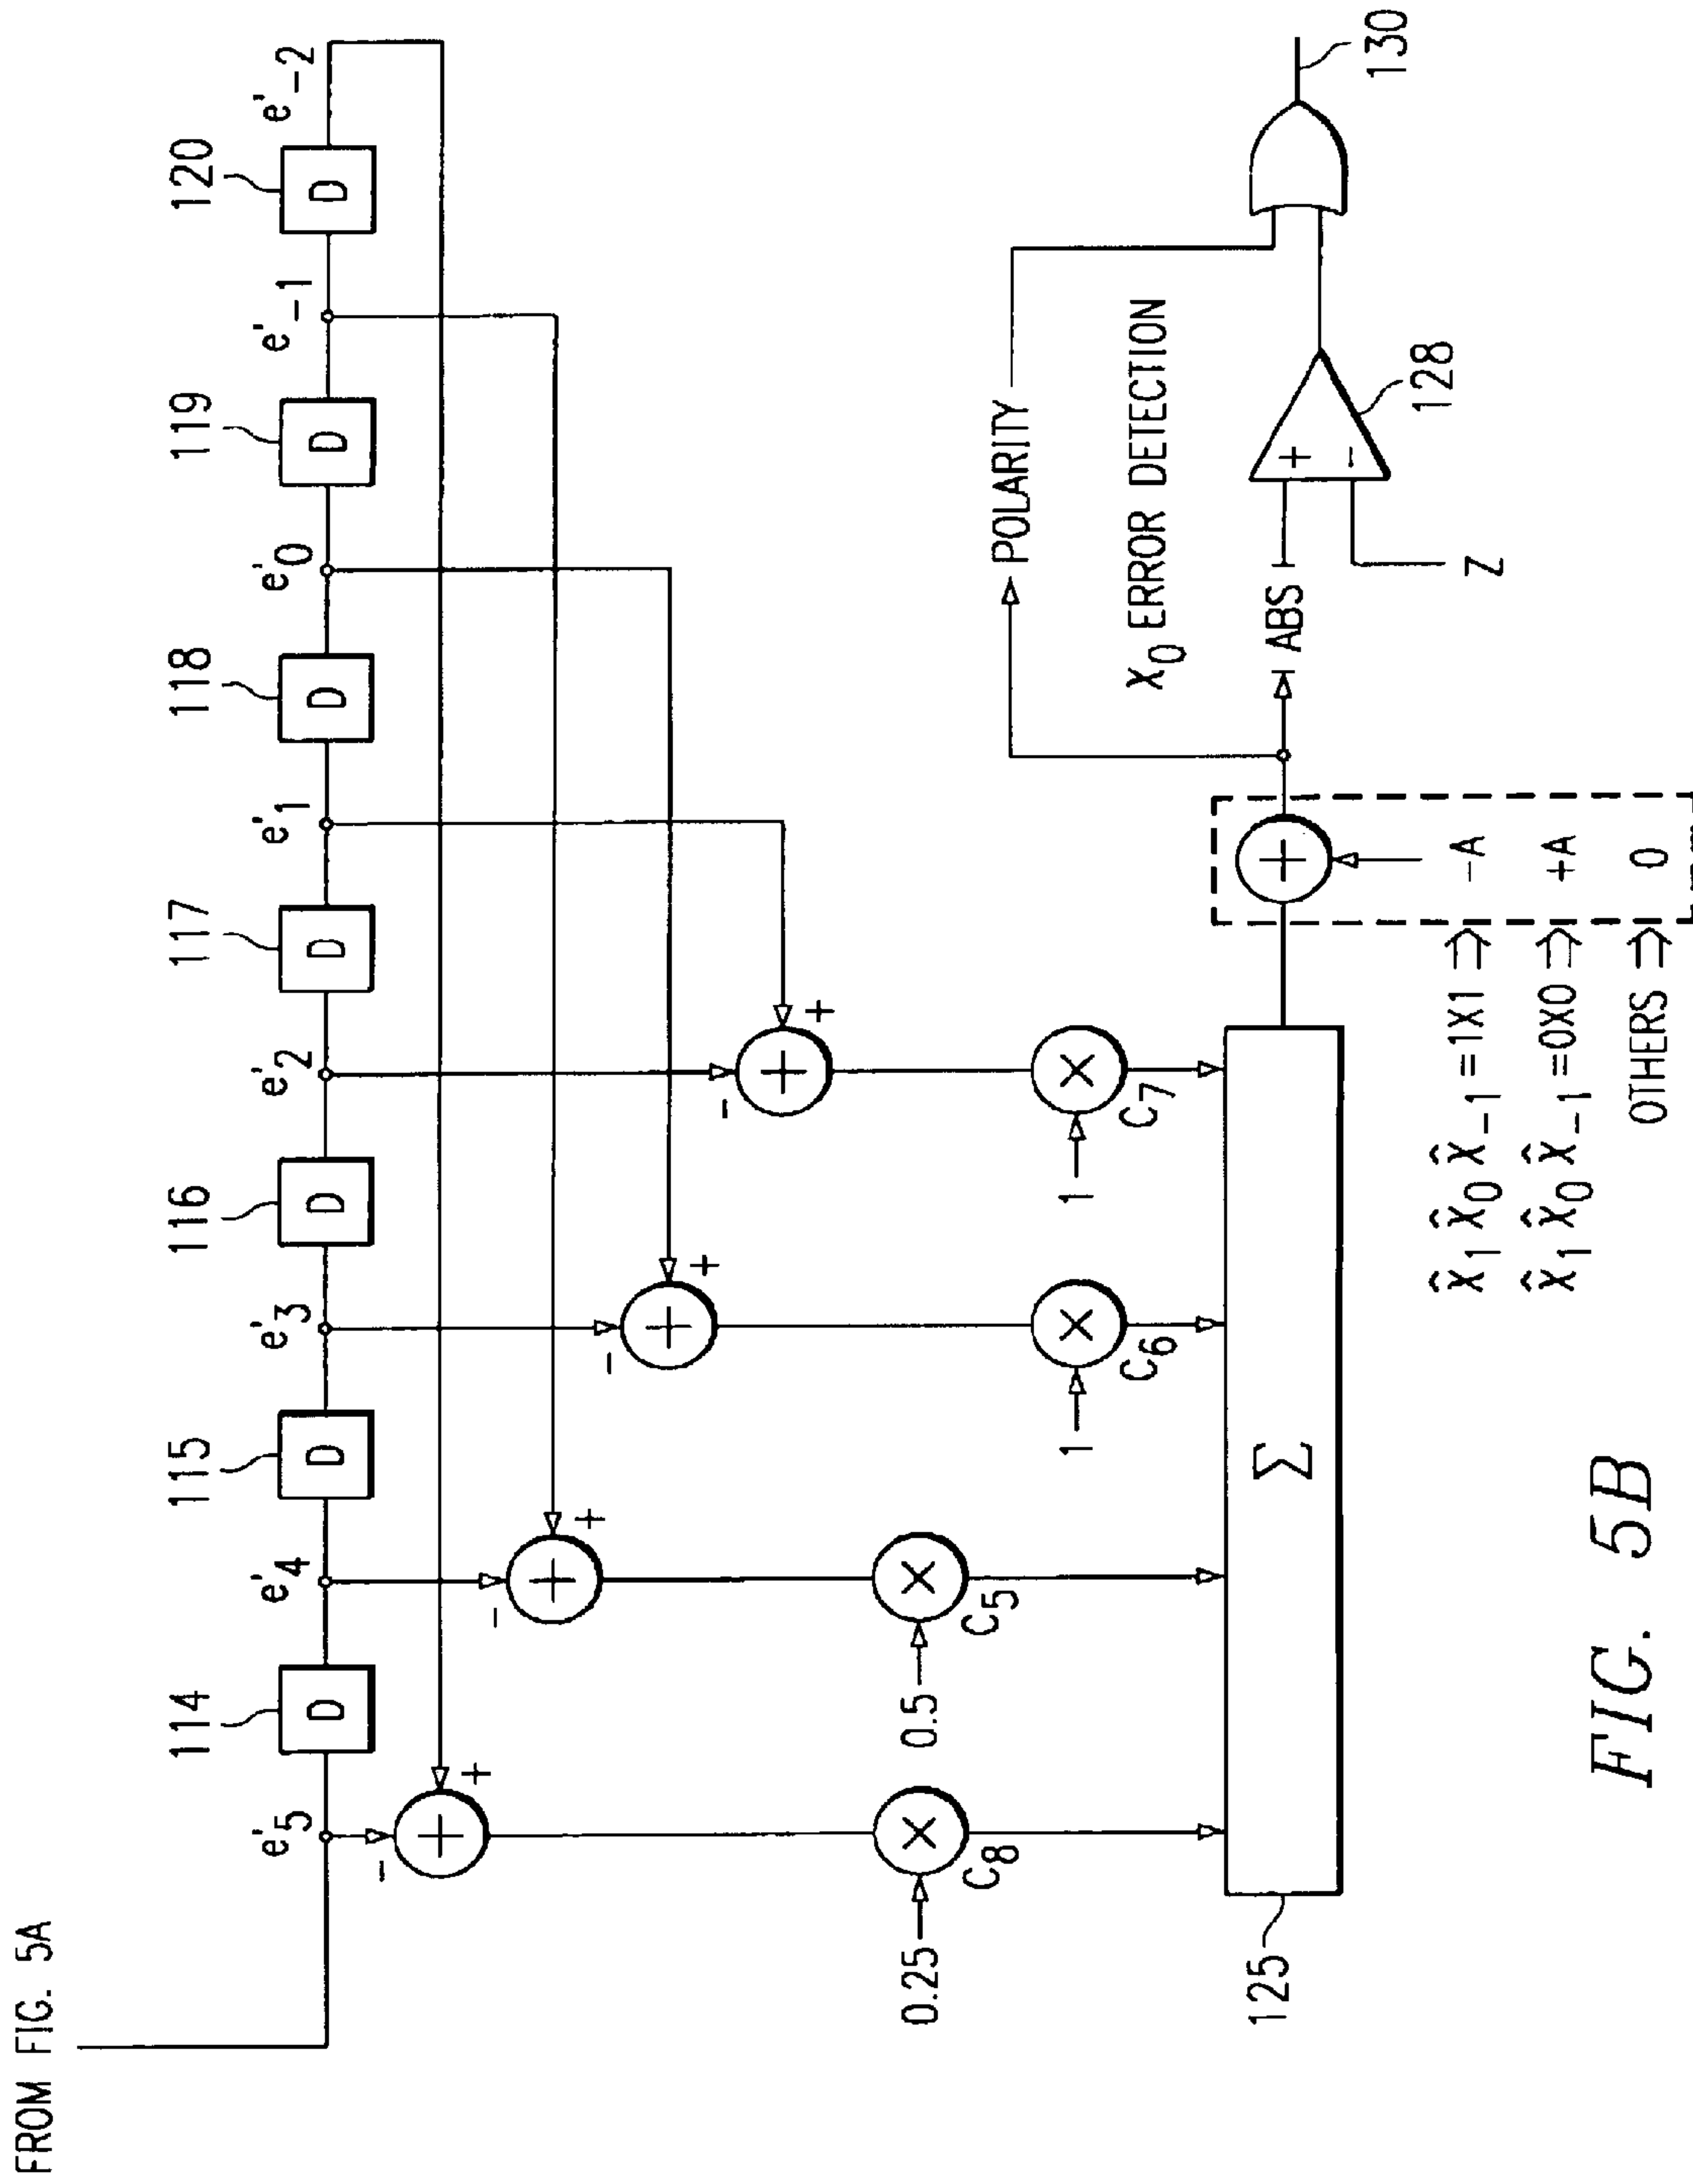 FROM FIG. 5A
114 115 116 117 118 119 120
e'5 e'4 e'3 e'2 e'1 e'0 e'-1 e'-2
D D D D D D D
- + - + - + - +
+ + + +
0.25 0.5 1 1
× × × ×
C8 C5 C6 C7
POLARITY
X0 ERROR DETECTION
125
Σ
+
ABS
+
-
Z
128
130
X̂1 X̂0 X̂-1 = 1X1 ⇒ -A
X̂1 X̂0 X̂-1 = 0X0 ⇒ +A
OTHERS ⇒ 0
FIG. 5B